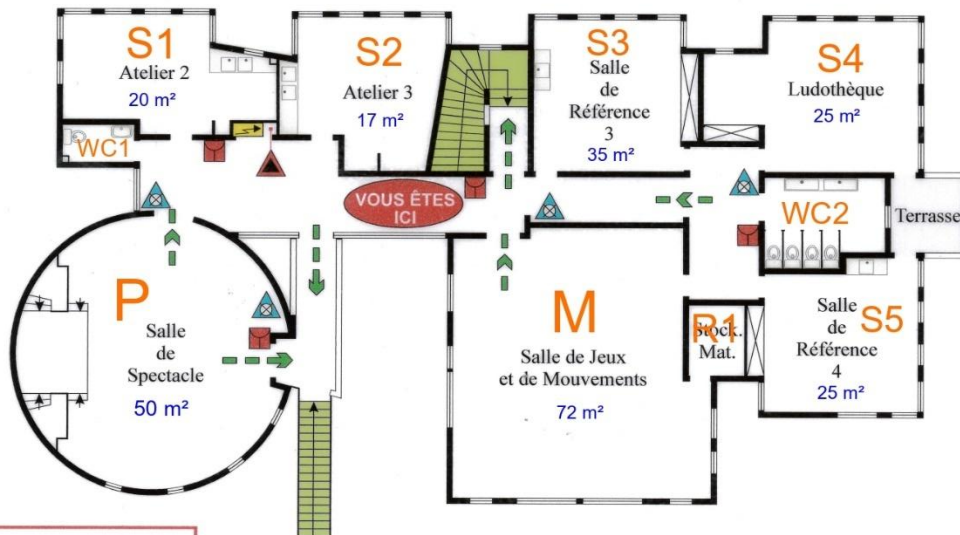 S1
Atelier 2
20 m²
S2
Atelier 3
17 m²
S3
Salle
de
Référence
3
35 m²
S4
Ludothèque
25 m²
WC1
VOUS ÊTES
ICI
WC2
Terrasse
P
Salle
de
Spectacle
50 m²
M
Salle de Jeux
et de Mouvements
72 m²
R1
Stock.
Mat.
Salle
de
Référence
4
S5
25 m²